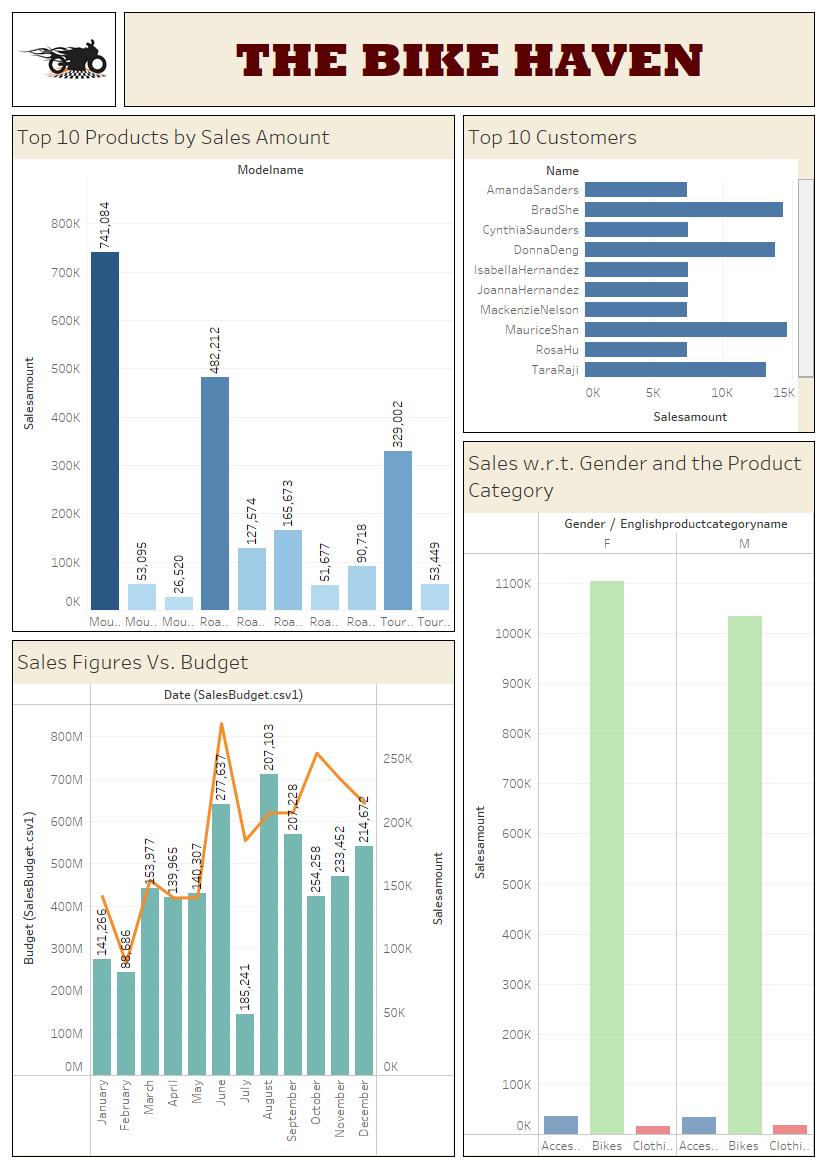 THE BIKE HAVEN
Top 10 Products by Sales Amount
Modelname
Salesamount
800K
700K
600K
500K
400K
300K
200K
100K
0K
741,084
53,095
26,520
482,212
127,574
165,673
51,677
90,718
329,002
53,449
Mou.. Mou.. Mou.. Roa.. Roa.. Roa.. Roa.. Roa.. Tour.. Tour..
Top 10 Customers
Name
AmandaSanders
BradShe
CynthiaSaunders
DonnaDeng
IsabellaHernandez
JoannaHernandez
MackenzieNelson
MauriceShan
RosaHu
TaraRaji
0K 5K 10K 15K
Salesamount
Sales w.r.t. Gender and the Product
Category
Gender / Englishproductcategoryname
F M
Salesamount
1100K
1000K
900K
800K
700K
600K
500K
400K
300K
200K
100K
0K
Acces.. Bikes Clothi.. Acces.. Bikes Clothi..
Sales Figures Vs. Budget
Date (SalesBudget.csv1)
Budget (SalesBudget.csv1)
800M
700M
600M
500M
400M
300M
200M
100M
0M
141,266
88,686
153,977
139,965
140,307
277,637
185,241
207,103
207,228
254,258
233,452
214,672
250K
200K
150K
100K
50K
0K
Salesamount
January
February
March
April
May
June
July
August
September
October
November
December